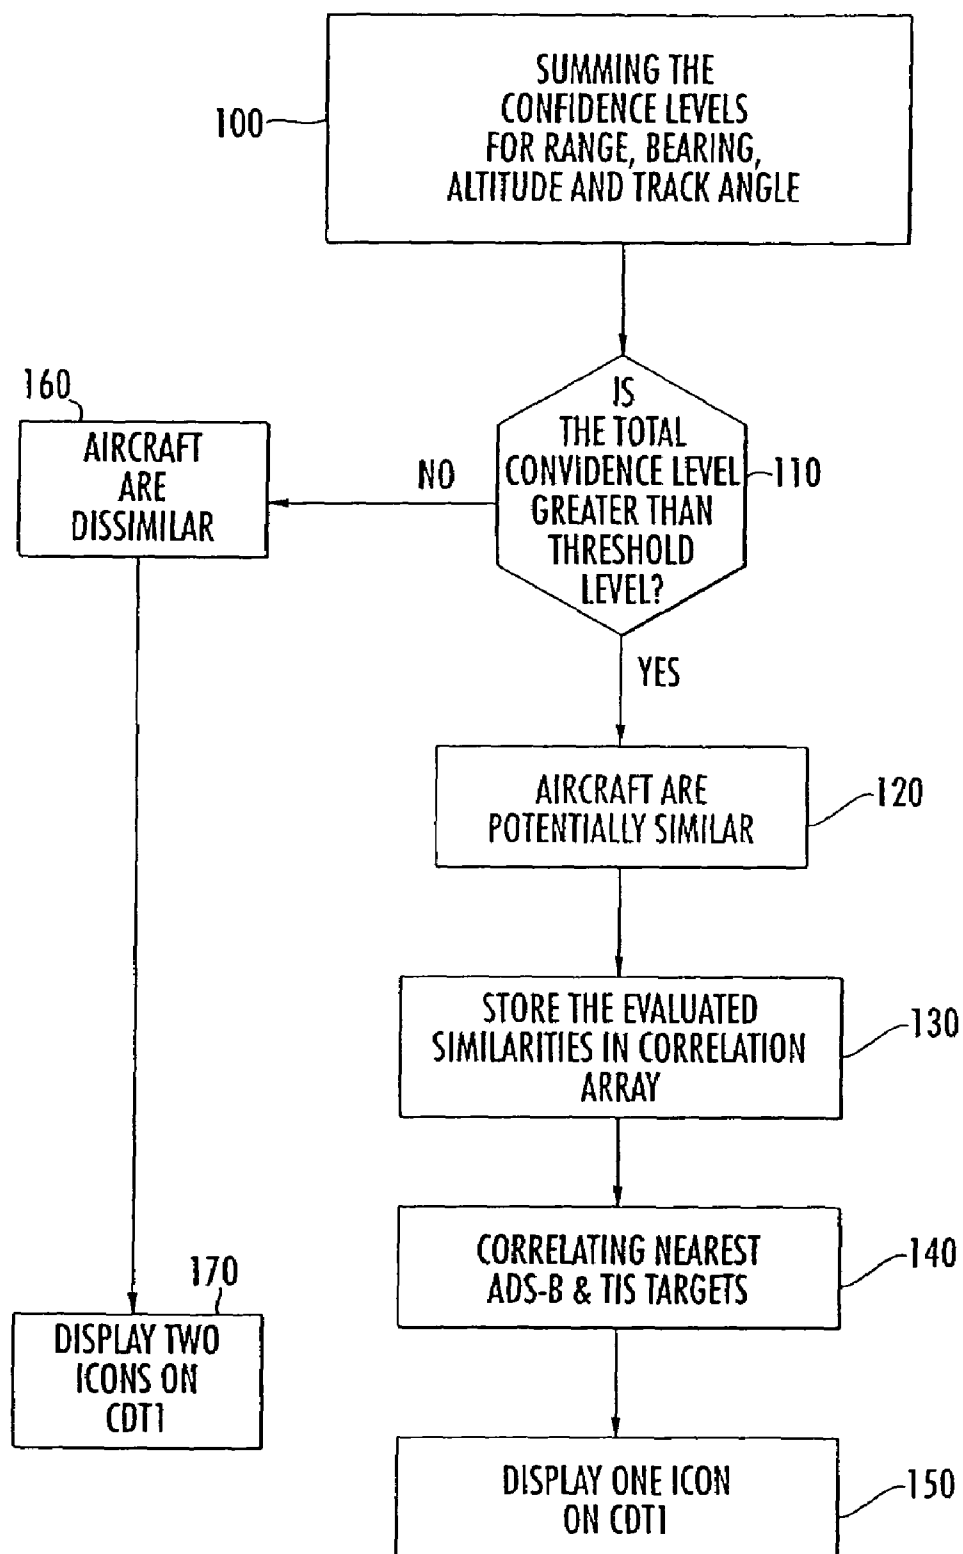 SUMMING THE
CONFIDENCE LEVELS
FOR RANGE, BEARING,
ALTITUDE AND TRACK ANGLE
100
IS
THE TOTAL
CONVIDENCE LEVEL
GREATER THAN
THRESHOLD
LEVEL?
110
NO
160
AIRCRAFT
ARE
DISSIMILAR
YES
AIRCRAFT ARE
POTENTIALLY SIMILAR
120
STORE THE EVALUATED
SIMILARITIES IN CORRELATION
ARRAY
130
CORRELATING NEAREST
ADS-B & TIS TARGETS
140
170
DISPLAY TWO
ICONS ON
CDT1
DISPLAY ONE ICON
ON CDT1
150